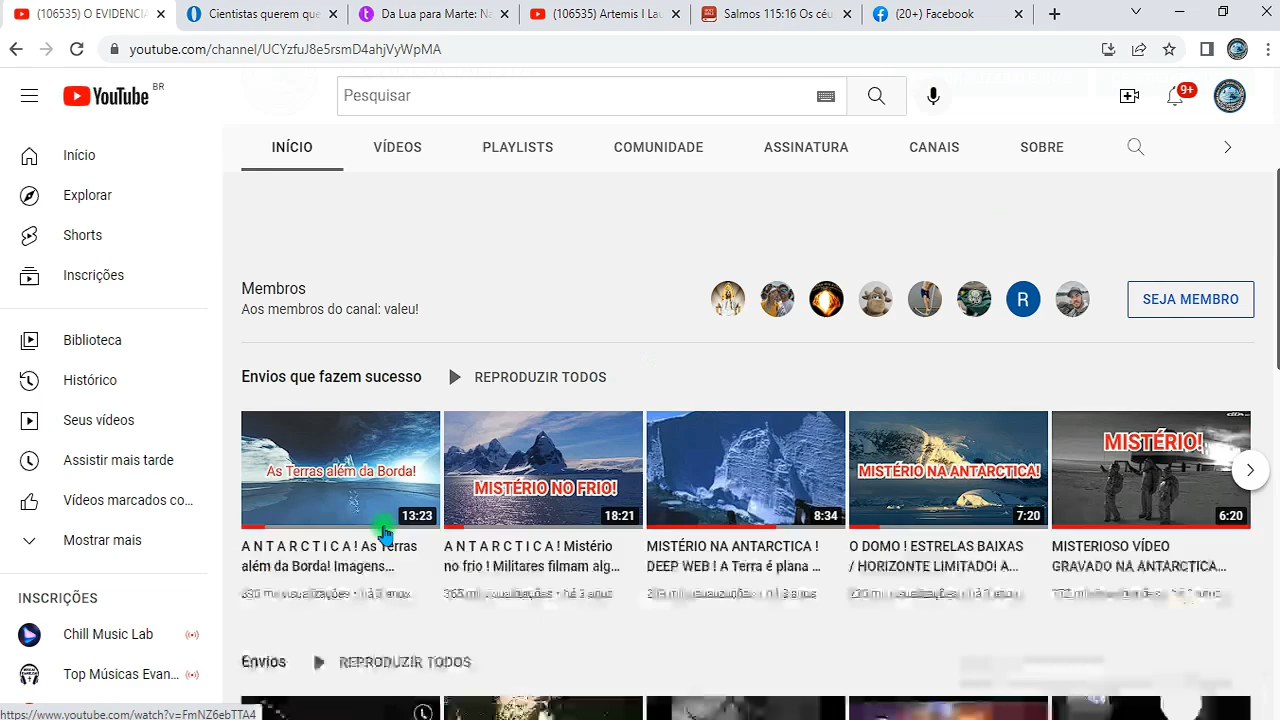 (106535) O EVIDENCIA
Cientistas querem que
Da Lua para Marte: Na
(106535) Artemis I Lau
Salmos 115:16 Os céu
(20+) Facebook
youtube.com/channel/UCYzfuJ8e5rsmD4ahjVyWpMA
YouTube BR
Pesquisar
9+
INÍCIO
VÍDEOS
PLAYLISTS
COMUNIDADE
ASSINATURA
CANAIS
SOBRE
Início
Explorar
Shorts
Inscrições
Biblioteca
Histórico
Seus vídeos
Assistir mais tarde
Vídeos marcados co...
Mostrar mais
INSCRIÇÕES
Chill Music Lab
Top Músicas Evan...
Membros
Aos membros do canal: valeu!
R
SEJA MEMBRO
Envios que fazem sucesso
REPRODUZIR TODOS
As Terras além da Borda!
13:23
A N T A R C T I C A ! As Terras
além da Borda! Imagens...
MISTÉRIO NO FRIO!
18:21
A N T A R C T I C A ! Mistério
no frio ! Militares filmam alg...
8:34
MISTÉRIO NA ANTARCTICA !
DEEP WEB ! A Terra é plana ...
MISTÉRIO NA ANTARCTICA!
7:20
O DOMO ! ESTRELAS BAIXAS
/ HORIZONTE LIMITADO! A...
MISTÉRIO!
6:20
MISTERIOSO VÍDEO
GRAVADO NA ANTARCTICA...
Envios
REPRODUZIR TODOS
https://www.youtube.com/watch?v=FmNZ6ebTTA4